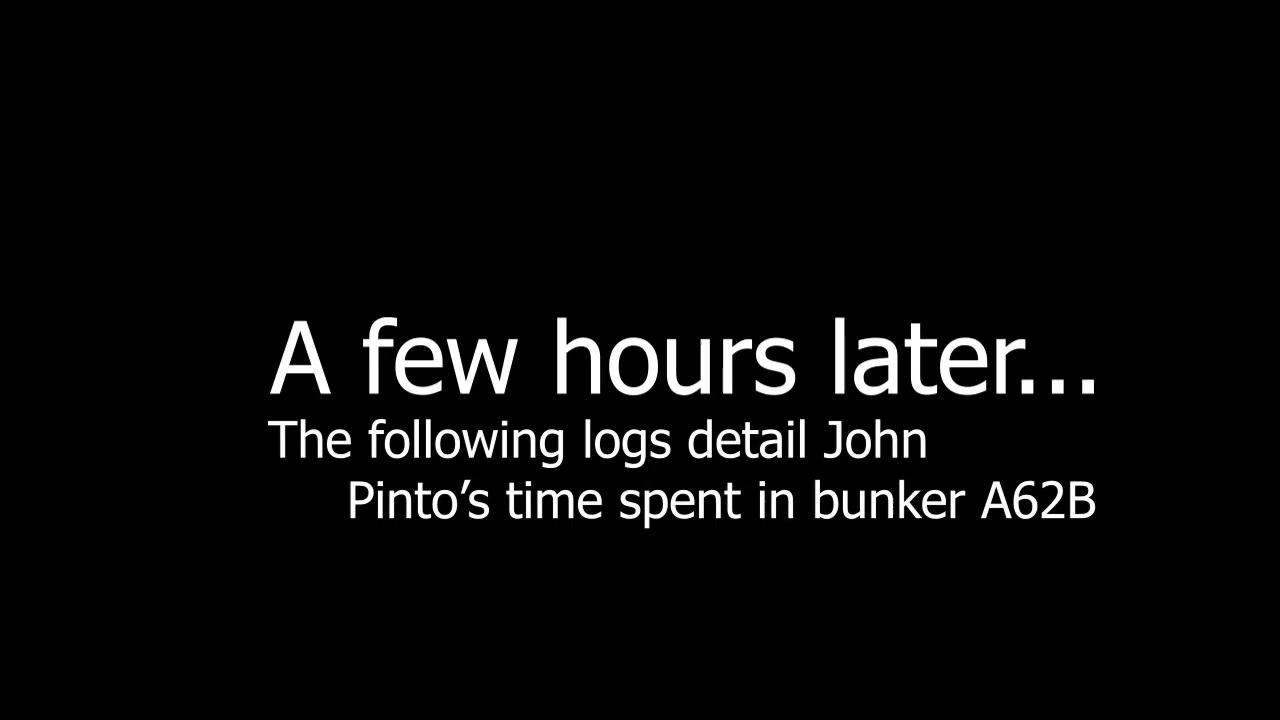 A few hours later...
The following logs detail John
Pinto’s time spent in bunker A62B